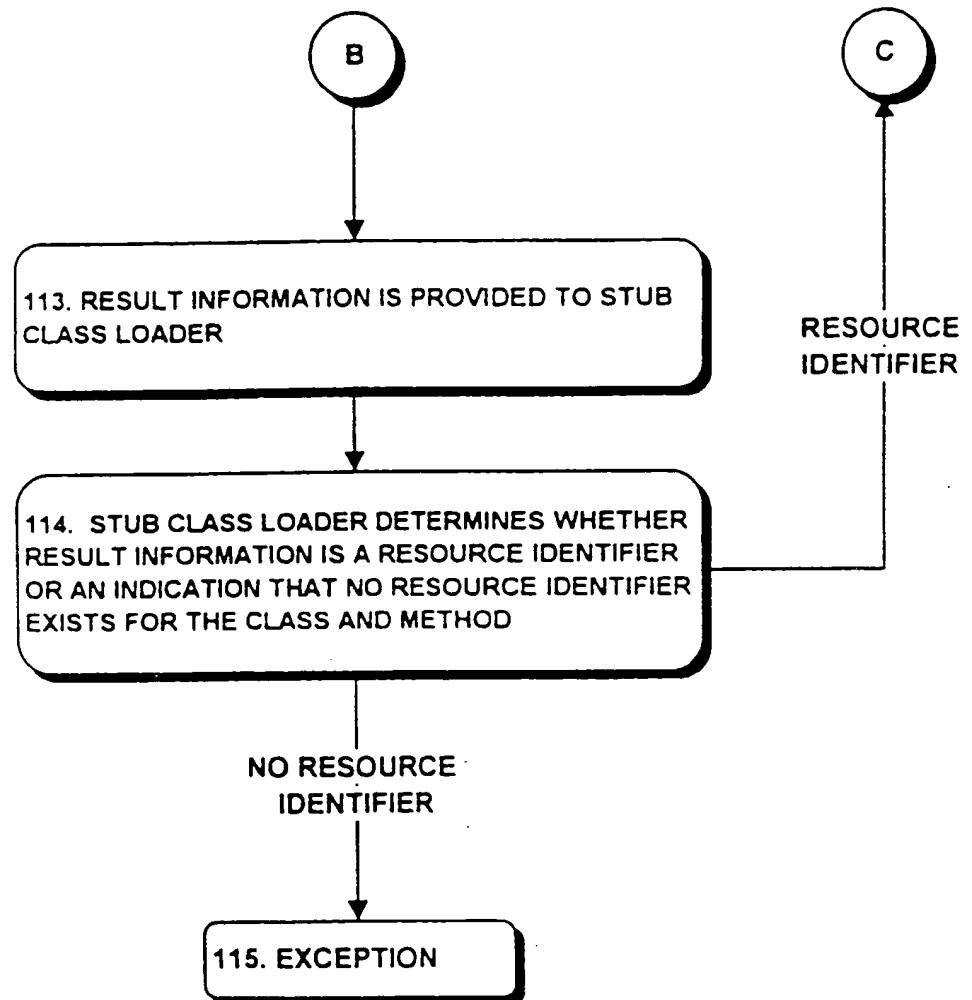 B
C
113. RESULT INFORMATION IS PROVIDED TO STUB
CLASS LOADER
RESOURCE
IDENTIFIER
114. STUB CLASS LOADER DETERMINES WHETHER
RESULT INFORMATION IS A RESOURCE IDENTIFIER
OR AN INDICATION THAT NO RESOURCE IDENTIFIER
EXISTS FOR THE CLASS AND METHOD
NO RESOURCE
IDENTIFIER
115. EXCEPTION